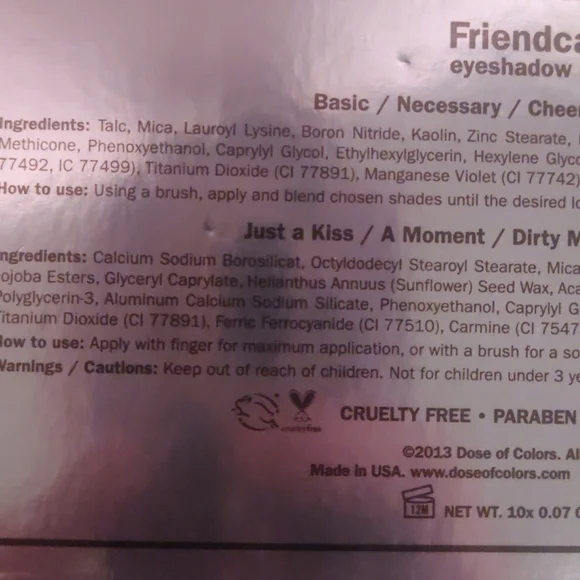 Friendca
eyeshadow
Basic / Necessary / Cheer
Ingredients: Talc, Mica, Lauroyl Lysine, Boron Nitride, Kaolin, Zinc Stearate,
Methicone, Phenoxyethanol, Caprylyl Glycol, Ethylhexylglycerin, Hexylene Glyco
77492, IC 77499), Titanium Dioxide (CI 77891), Manganese Violet (CI 77742)
How to use: Using a brush, apply and blend chosen shades until the desired lo
Just a Kiss / A Moment / Dirty M
Ingredients: Calcium Sodium Borosilicat, Octyldodecyl Stearoyl Stearate, Mica
Jojoba Esters, Glyceryl Caprylate, Helianthus Annuus (Sunflower) Seed Wax, Aca
Polyglycerin-3, Aluminum Calcium Sodium Silicate, Phenoxyethanol, Caprylyl G
Titanium Dioxide (CI 77891), Ferric Ferrocyanide (CI 77510), Carmine (CI 7547
How to use: Apply with finger for maximum application, or with a brush for a so
Warnings / Cautions: Keep out of reach of children. Not for children under 3 ye
crueltyfree
CRUELTY FREE • PARABEN
©2013 Dose of Colors. Al
Made in USA. www.doseofcolors.com
12M NET WT. 10x 0.07